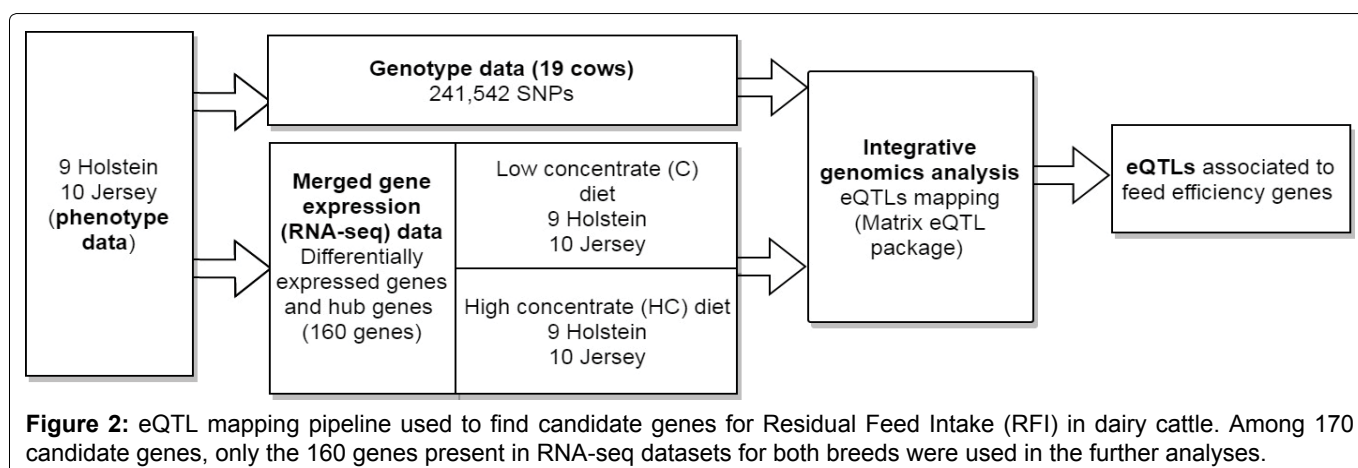 9 Holstein
10 Jersey
(phenotype
data)
Genotype data (19 cows)
241,542 SNPs
Merged gene
expression
(RNA-seq) data
Differentially
expressed genes
and hub genes
(160 genes)
Low concentrate (C)
diet
9 Holstein
10 Jersey
High concentrate (HC) diet
9 Holstein
10 Jersey
Integrative
genomics analysis
eQTLs mapping
(Matrix eQTL
package)
eQTLs associated to
feed efficiency genes
Figure 2: eQTL mapping pipeline used to find candidate genes for Residual Feed Intake (RFI) in dairy cattle. Among 170
candidate genes, only the 160 genes present in RNA-seq datasets for both breeds were used in the further analyses.